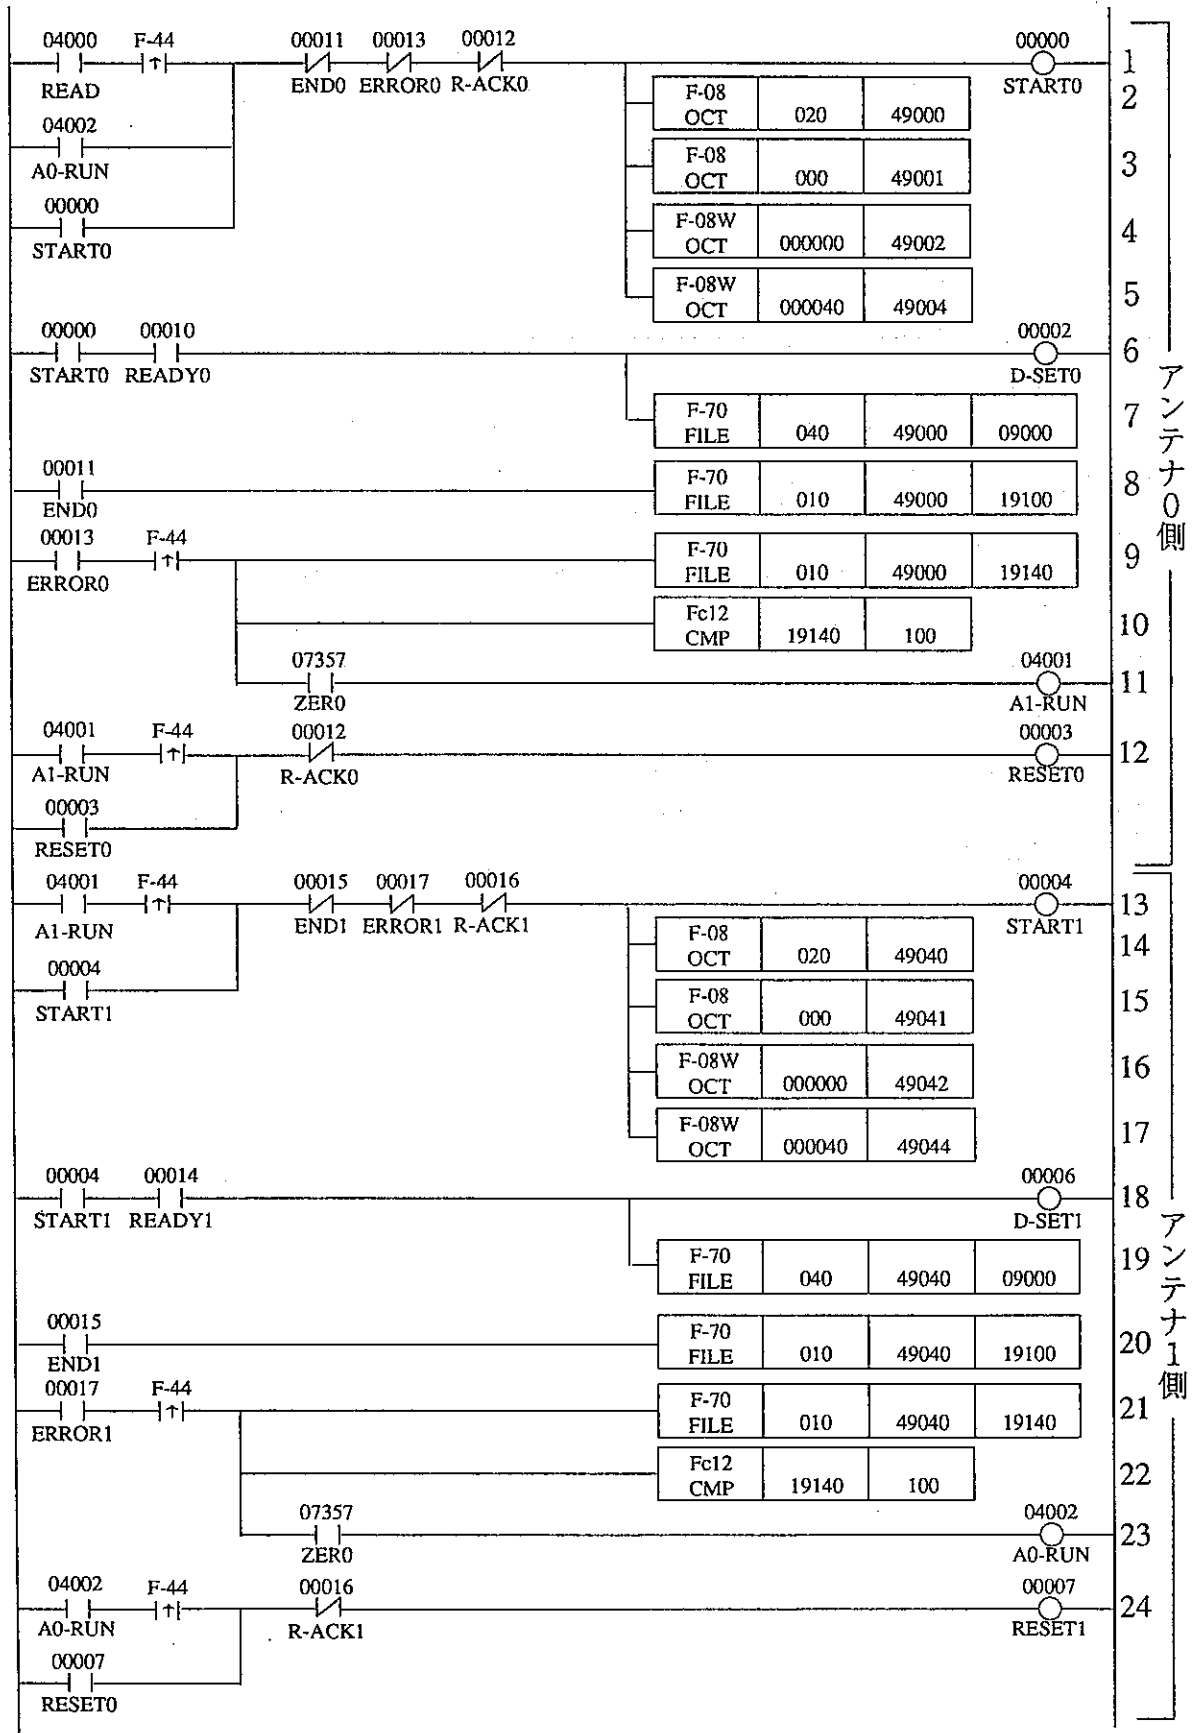 04000 F-44 00011 00013 00012 00000
READ END0 ERROR0 R-ACK0 START0 1
F-08 2
OCT 020 49000
04002
A0-RUN
F-08 3
OCT 000 49001
00000
START0
F-08W 4
OCT 000000 49002
F-08W 5
OCT 000040 49004
00000 00010 00002
START0 READY0 D-SET0 6
F-70 7
FILE 040 49000 09000
00011
END0
F-70 8
FILE 010 49000 19100
00013 F-44
ERROR0
F-70 9
FILE 010 49000 19140
Fc12 10
CMP 19140 100
07357 04001
ZER0 A1-RUN 11
04001 F-44 00012 00003
A1-RUN R-ACK0 RESET0 12
00003
RESET0
アンテナ0側
04001 F-44 00015 00017 00016 00004
A1-RUN END1 ERROR1 R-ACK1 START1 13
F-08 14
OCT 020 49040
00004
START1
F-08 15
OCT 000 49041
F-08W 16
OCT 000000 49042
F-08W 17
OCT 000040 49044
00004 00014 00006
START1 READY1 D-SET1 18
F-70 19
FILE 040 49040 09000
00015
END1
F-70 20
FILE 010 49040 19100
00017 F-44
ERROR1
F-70 21
FILE 010 49040 19140
Fc12 22
CMP 19140 100
07357 04002
ZER0 A0-RUN 23
04002 F-44 00016 00007
A0-RUN R-ACK1 RESET1 24
00007
RESET0
アンテナ1側